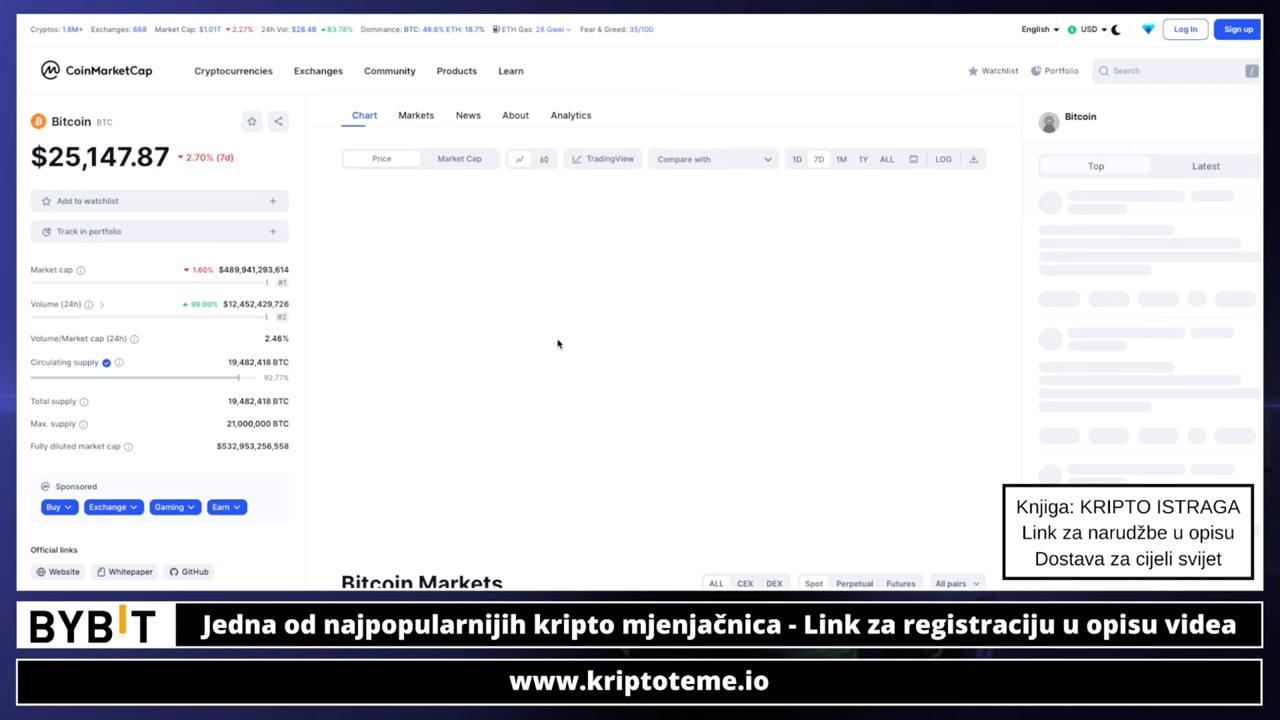 Cryptos: 1.8M+ Exchanges: 668 Market Cap: $1.01T 2.27% 24h Vol: $28.4B 83.78% Dominance: BTC: 48.6% ETH: 18.7% ETH Gas: 28 Gwei Fear & Greed: 35/100 English USD Log In Sign up
CoinMarketCap Cryptocurrencies Exchanges Community Products Learn Watchlist Portfolio Search /
Bitcoin BTC
$25,147.87 2.70% (7d)
Add to watchlist +
Track in portfolio +
Market cap 1.60% $489,941,293,614
#1
Volume (24h) 99.00% $12,452,429,726
#2
Volume/Market cap (24h) 2.46%
Circulating supply 19,482,418 BTC
92.77%
Total supply 19,482,418 BTC
Max. supply 21,000,000 BTC
Fully diluted market cap $532,953,256,558
Sponsored
Buy Exchange Gaming Earn
Official links
Website Whitepaper GitHub
Chart Markets News About Analytics
Price Market Cap TradingView Compare with 1D 7D 1M 1Y ALL LOG
Bitcoin Markets ALL CEX DEX Spot Perpetual Futures All pairs
Bitcoin
Top Latest
Knjiga: KRIPTO ISTRAGA
Link za narudžbe u opisu
Dostava za cijeli svijet
BYBIT Jedna od najpopularnijih kripto mjenjačnica - Link za registraciju u opisu videa
www.kriptoteme.io